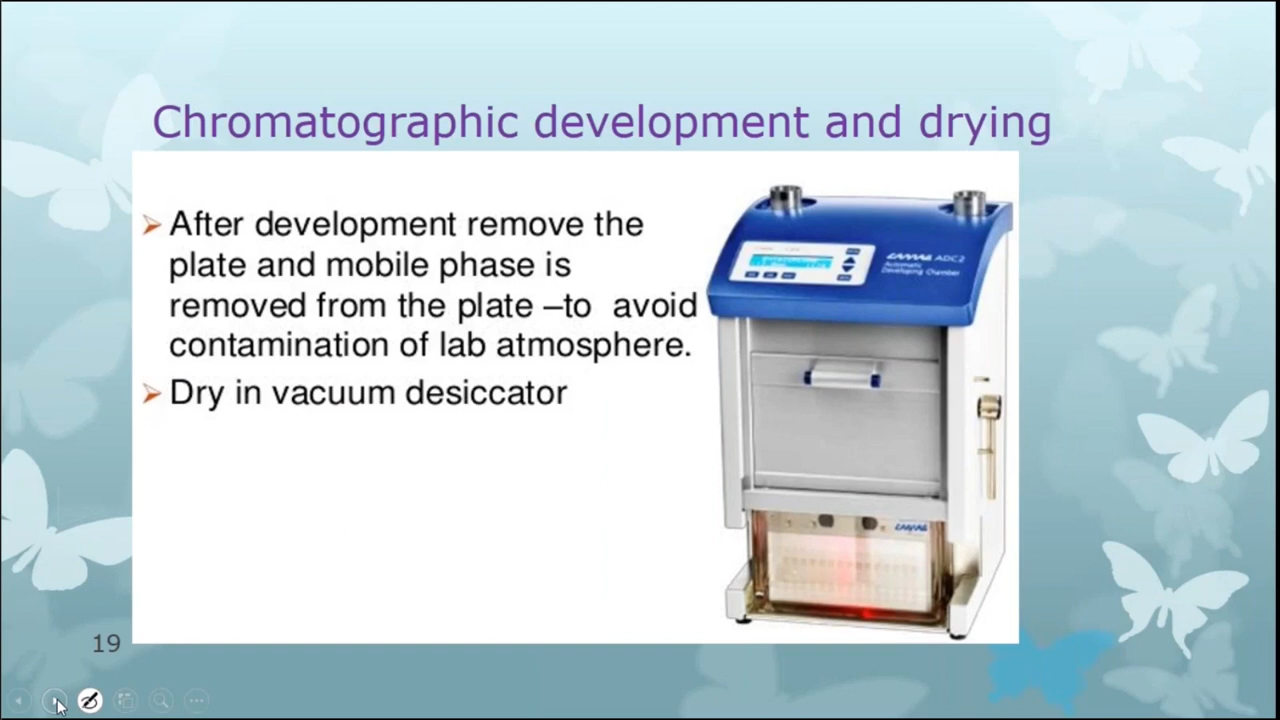 Chromatographic development and drying
After development remove the
plate and mobile phase is
removed from the plate –to avoid
contamination of lab atmosphere.
Dry in vacuum desiccator
CAMAG ADC2
Automatic
Developing Chamber
CAMAG
19